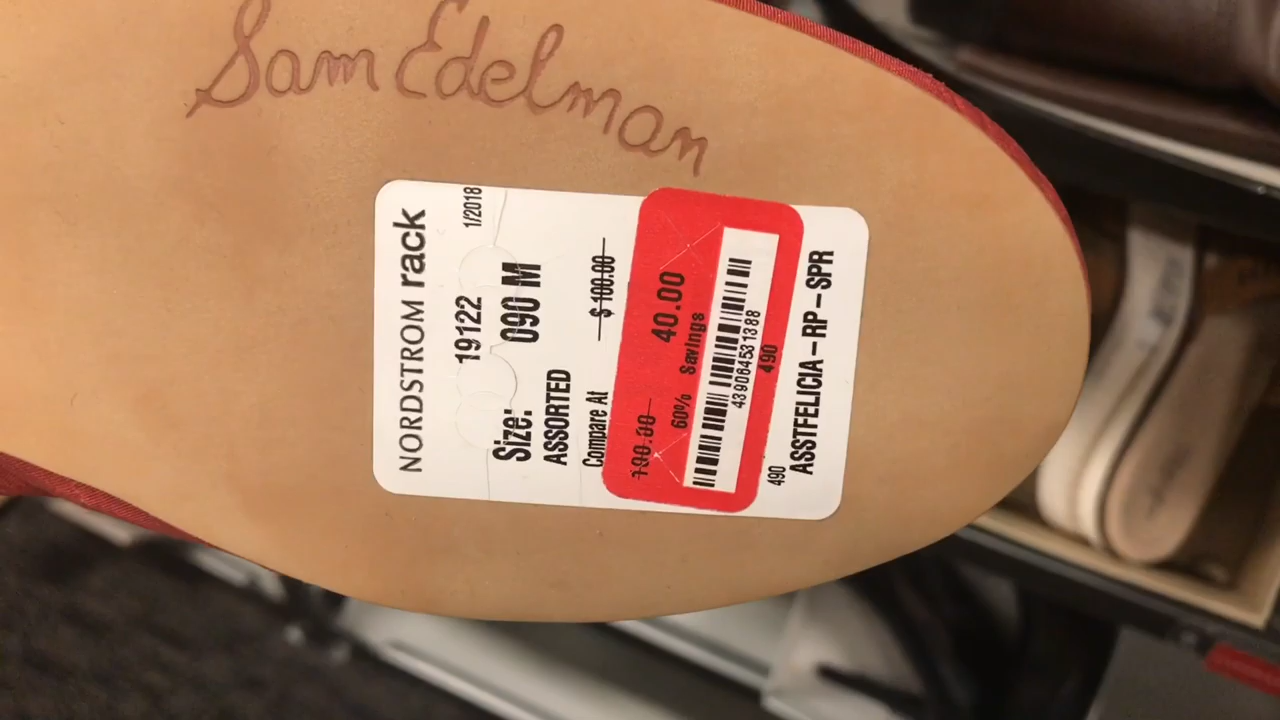 Sam Edelman
NORDSTROM rack
19122 1/2018
Size: 090 M
ASSORTED
Compare At $100.00
100.00 40.00
60% Savings
439064531388
490
490
ASSTFELICIA-RP-SPR